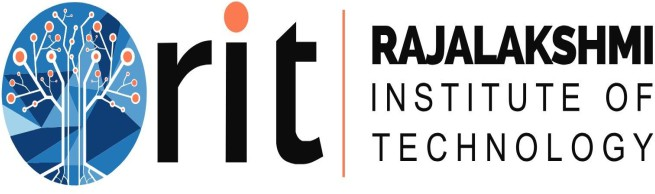 rit
RAJALAKSHMI
INSTITUTE OF
TECHNOLOGY